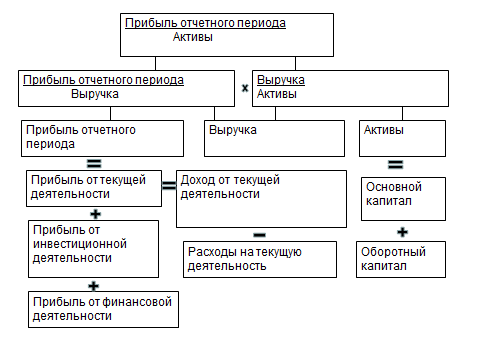 Прибыль отчетного периода
Активы
Прибыль отчетного периода
Выручка
x
Выручка
Активы
Прибыль отчетного
периода
Выручка
Активы
=
=
Прибыль от текущей
деятельности
=
Доход от текущей
деятельности
Основной
капитал
+
Прибыль от
инвестиционной
деятельности
–
+
Расходы на текущую
деятельность
Оборотный
капитал
+
Прибыль от финансовой
деятельности